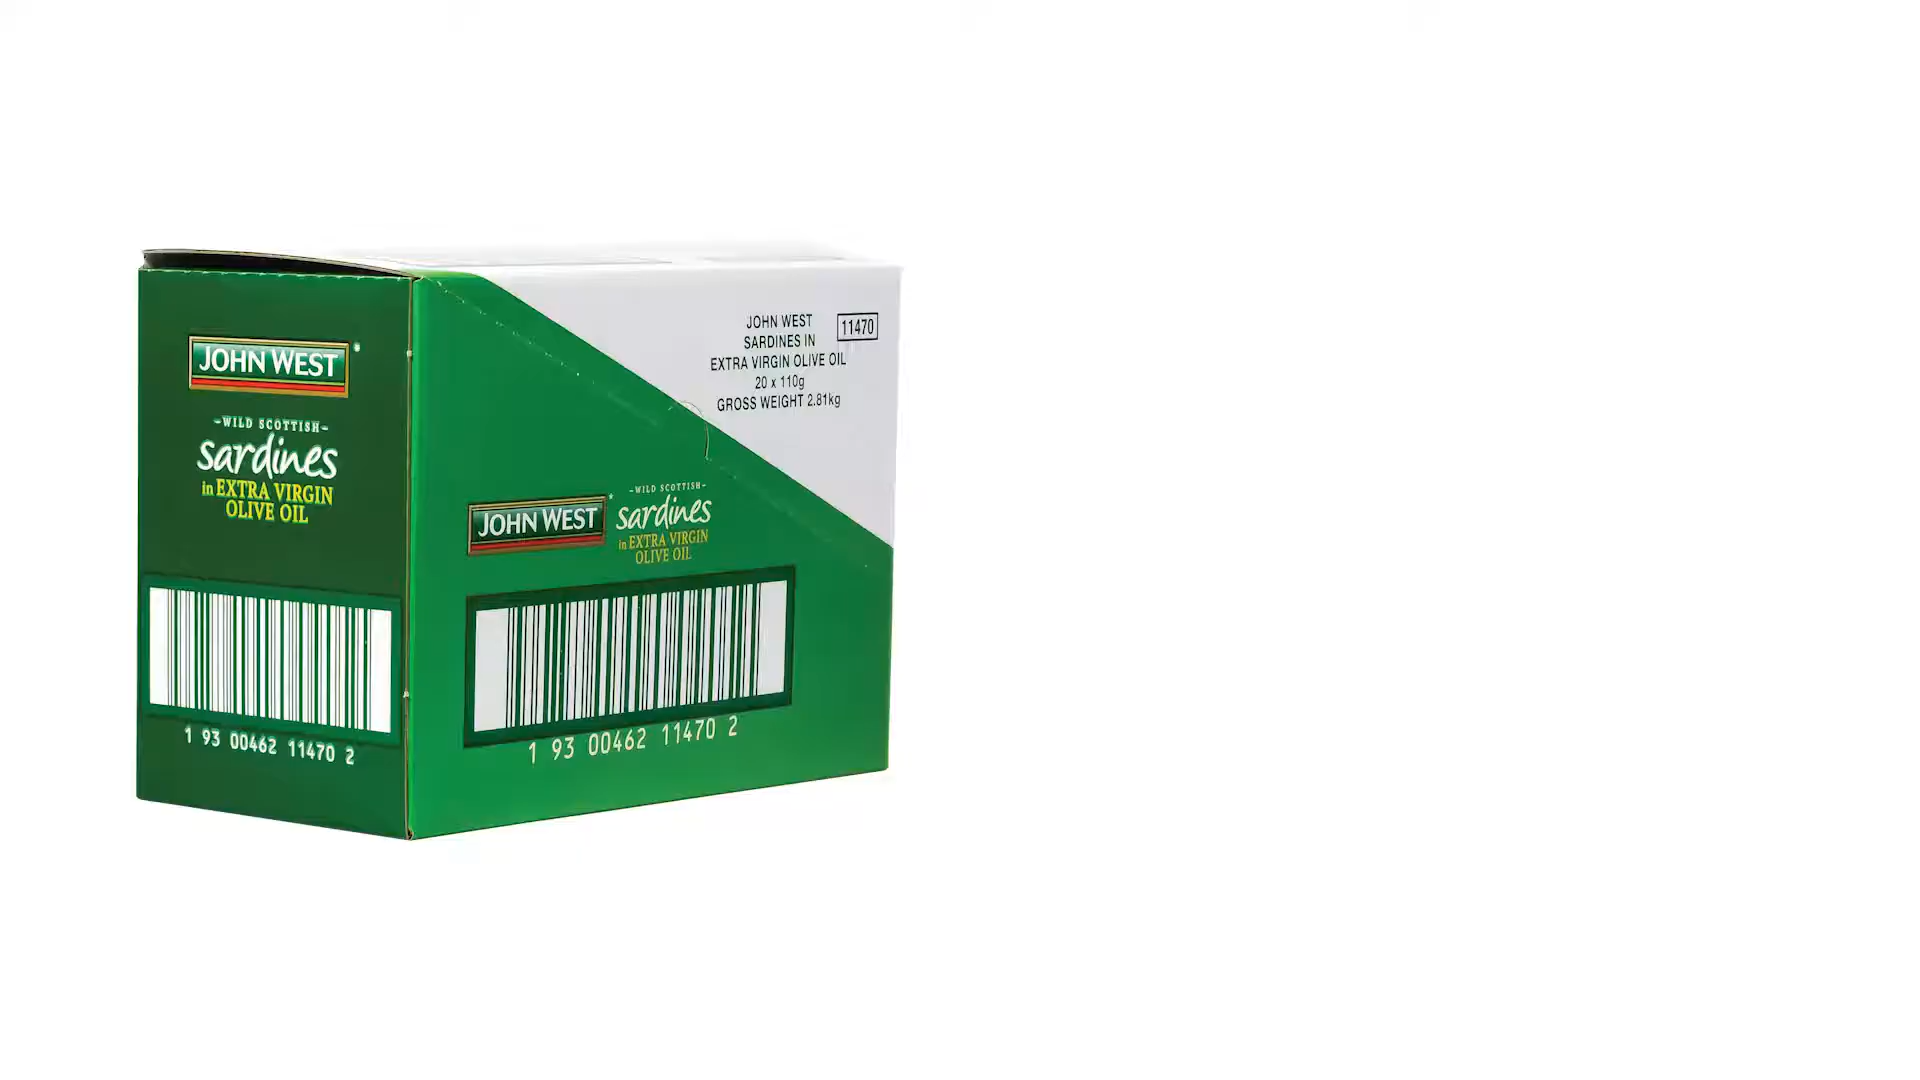 JOHN WEST
-WILD SCOTTISH-
sardines
in EXTRA VIRGIN
OLIVE OIL
1 93 00462 11470 2
JOHN WEST
SARDINES IN
EXTRA VIRGIN OLIVE OIL
20 x 110g
GROSS WEIGHT 2.81kg
11470
JOHN WEST
-WILD SCOTTISH-
sardines
in EXTRA VIRGIN
OLIVE OIL
1 93 00462 11470 2